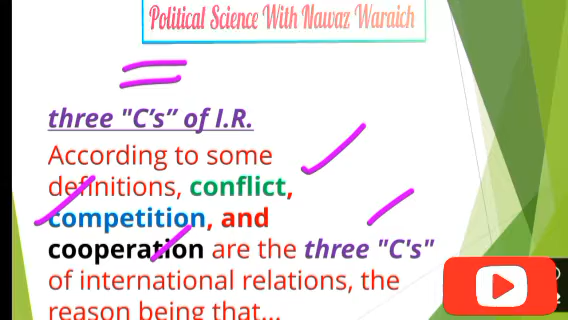 Political Science With Nawaz Waraich
three "C's” of I.R.
According to some
definitions, conflict,
competition, and
cooperation are the three "C's"
of international relations, the
reason being that...